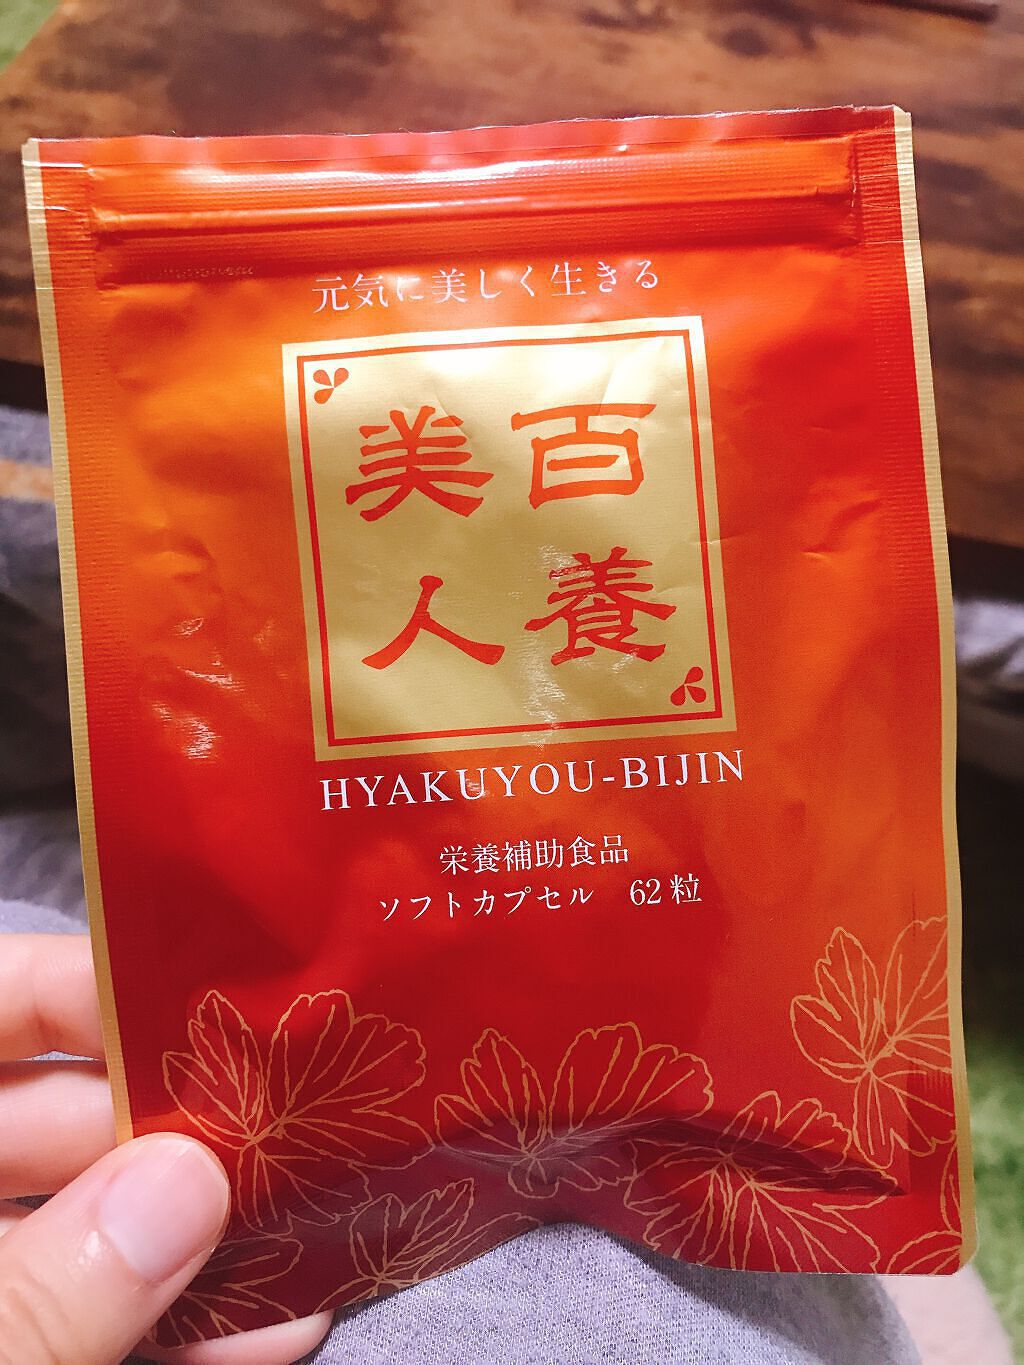 元気に美しく生きる
百養
美人
HYAKUYOU-BIJIN
栄養補助食品
ソフトカプセル 62粒